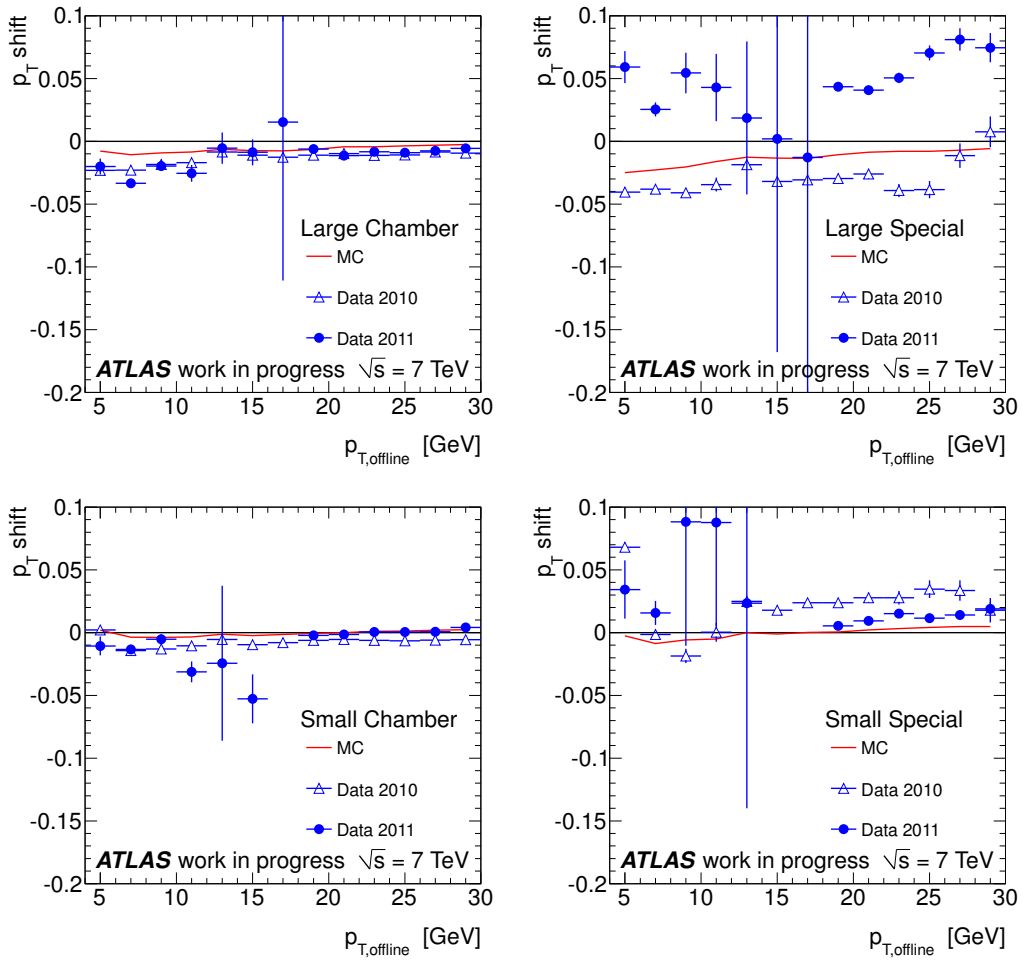 p_T shift
0.1
0.05
0
-0.05
-0.1
-0.15
-0.2
Large Chamber
MC
Data 2010
Data 2011
ATLAS work in progress √s = 7 TeV
5 10 15 20 25 30
p_T,offline [GeV]
p_T shift
0.1
0.05
0
-0.05
-0.1
-0.15
-0.2
Large Special
MC
Data 2010
Data 2011
ATLAS work in progress √s = 7 TeV
5 10 15 20 25 30
p_T,offline [GeV]
p_T shift
0.1
0.05
0
-0.05
-0.1
-0.15
-0.2
Small Chamber
MC
Data 2010
Data 2011
ATLAS work in progress √s = 7 TeV
5 10 15 20 25 30
p_T,offline [GeV]
p_T shift
0.1
0.05
0
-0.05
-0.1
-0.15
-0.2
Small Special
MC
Data 2010
Data 2011
ATLAS work in progress √s = 7 TeV
5 10 15 20 25 30
p_T,offline [GeV]